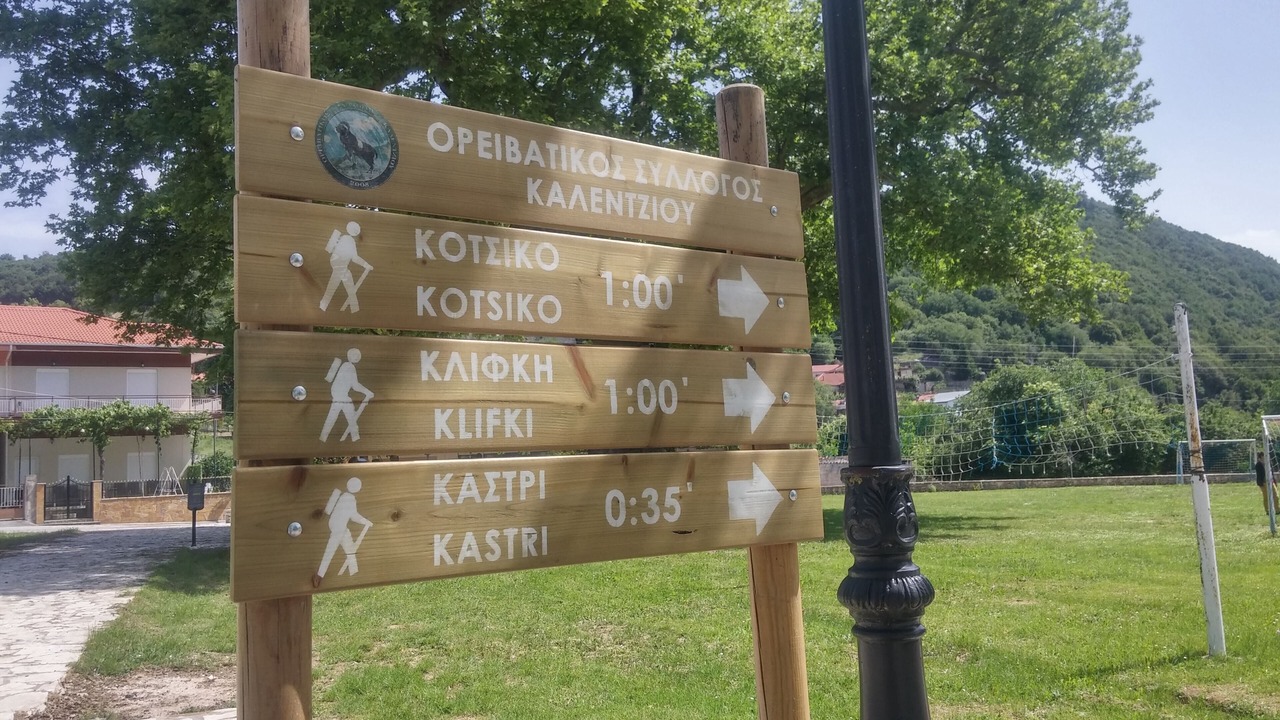 ΟΡΕΙΒΑΤΙΚΟΣ ΣΥΛΛΟΓΟΣ
ΚΑΛΕΝΤΖΙΟΥ
ΚΟΤΣΙΚΟ
KOTSIKO
1:00'
ΚΛΙΦΚΗ
KLIFKI
1:00'
ΚΑΣΤΡΙ
KASTRI
0:35'